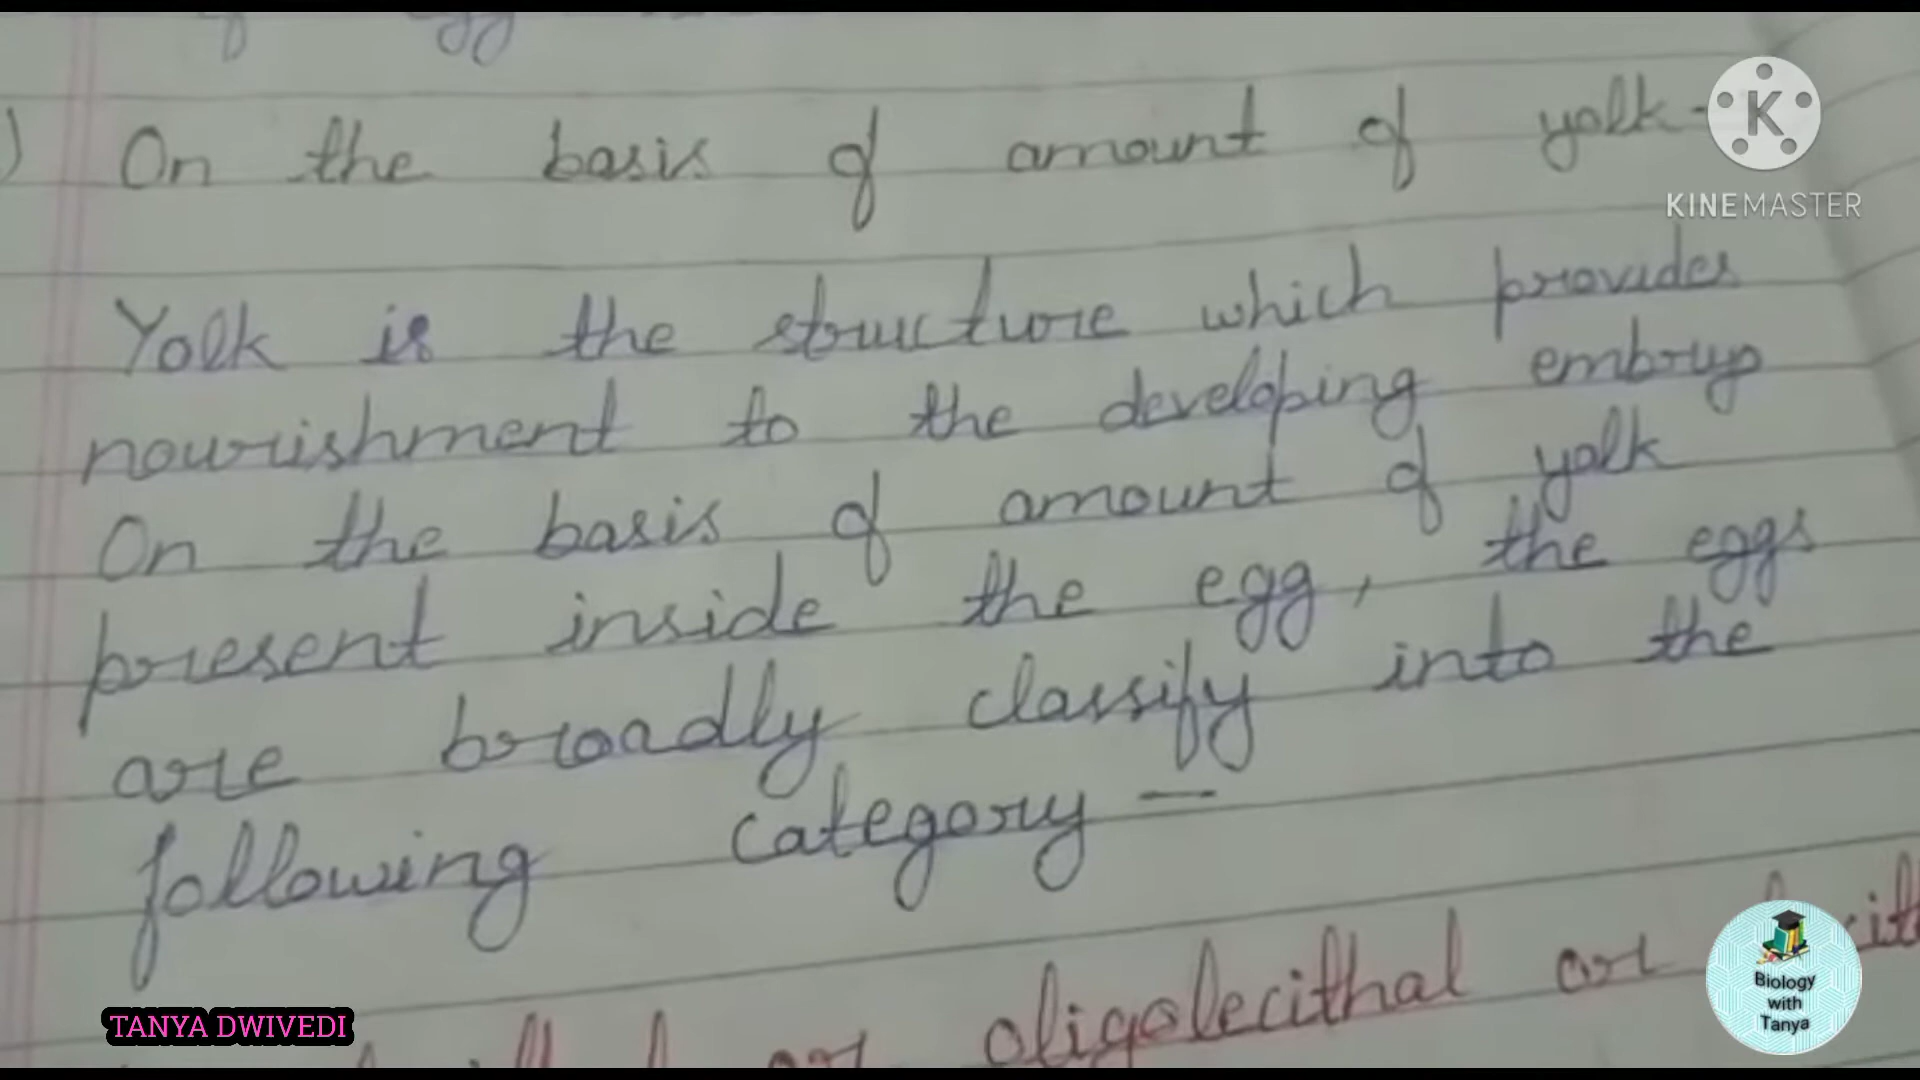 ) On the basis of amount of yolk -
Yolk is the structure which provides
nourishment to the developing embryo
On the basis of amount of yolk
present inside the egg, the eggs
are broadly classify into the
following category —
oligolecithal or
K
KINEMASTER
TANYA DWIVEDI
Biology
with
Tanya